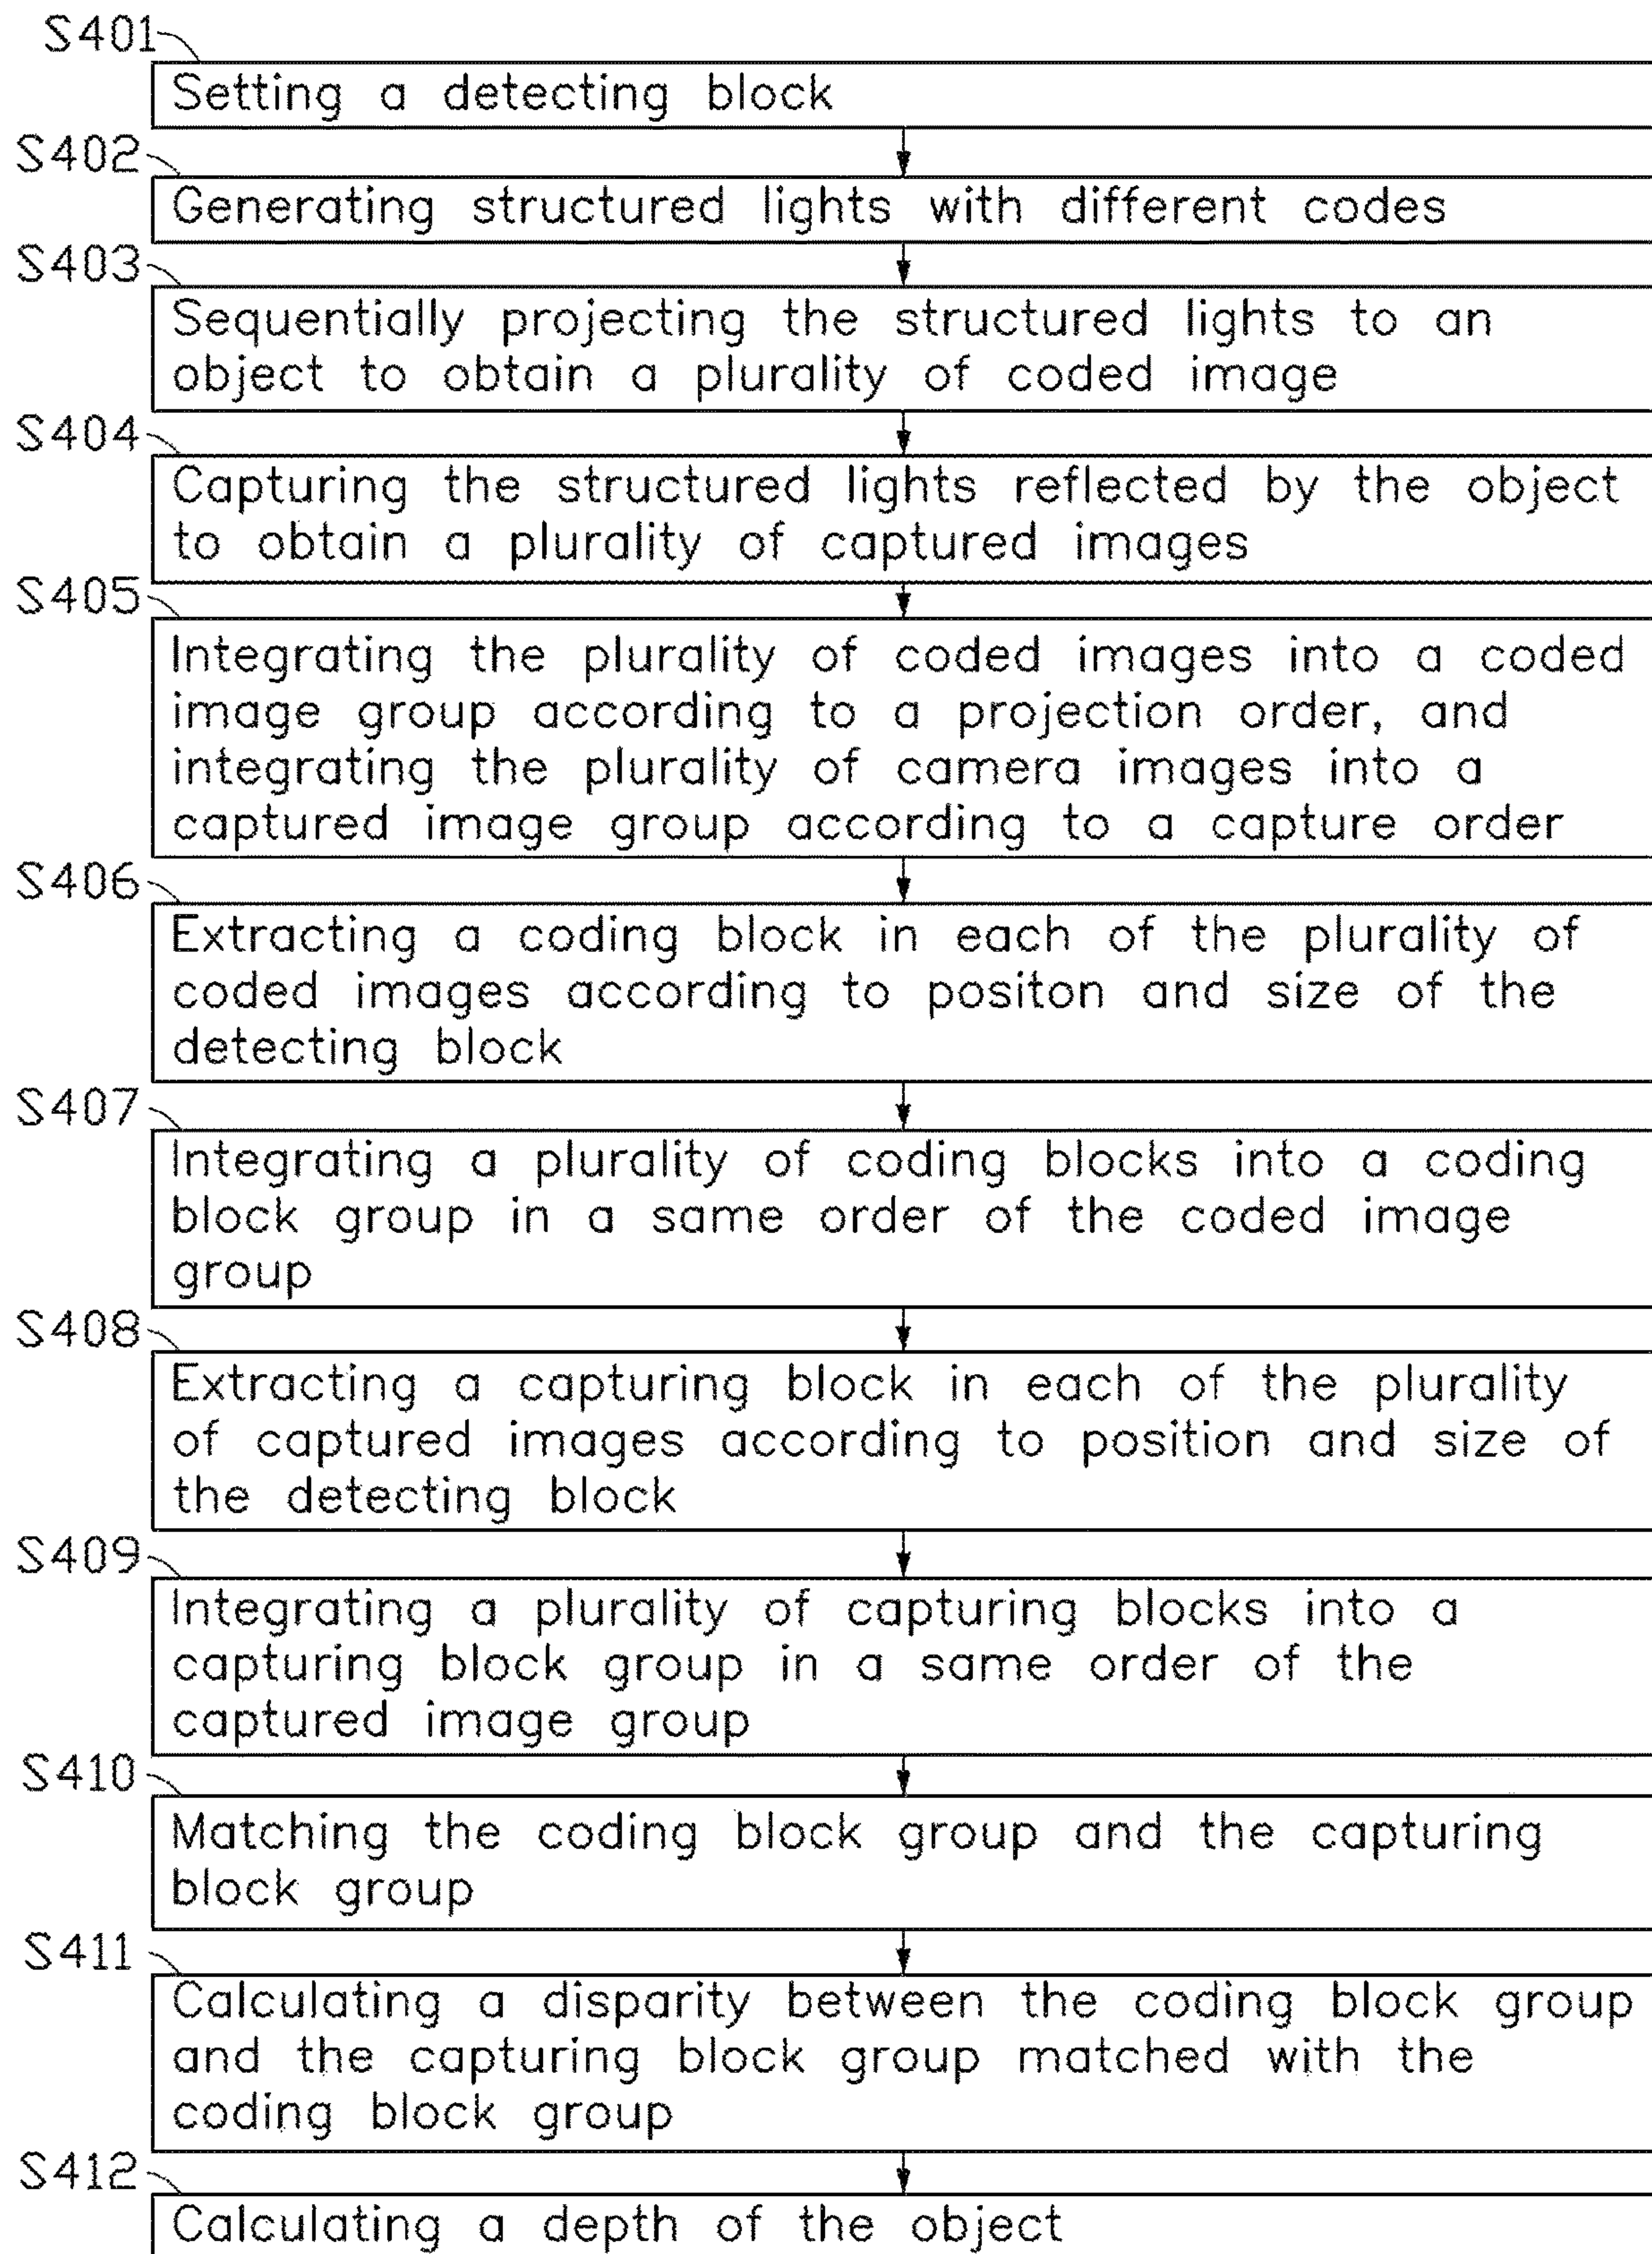 S401
Setting a detecting block
S402
Generating structured lights with different codes
S403
Sequentially projecting the structured lights to an
object to obtain a plurality of coded image
S404
Capturing the structured lights reflected by the object
to obtain a plurality of captured images
S405
Integrating the plurality of coded images into a coded
image group according to a projection order, and
integrating the plurality of camera images into a
captured image group according to a capture order
S406
Extracting a coding block in each of the plurality of
coded images according to positon and size of the
detecting block
S407
Integrating a plurality of coding blocks into a coding
block group in a same order of the coded image
group
S408
Extracting a capturing block in each of the plurality
of captured images according to position and size of
the detecting block
S409
Integrating a plurality of capturing blocks into a
capturing block group in a same order of the
captured image group
S410
Matching the coding block group and the capturing
block group
S411
Calculating a disparity between the coding block group
and the capturing block group matched with the
coding block group
S412
Calculating a depth of the object